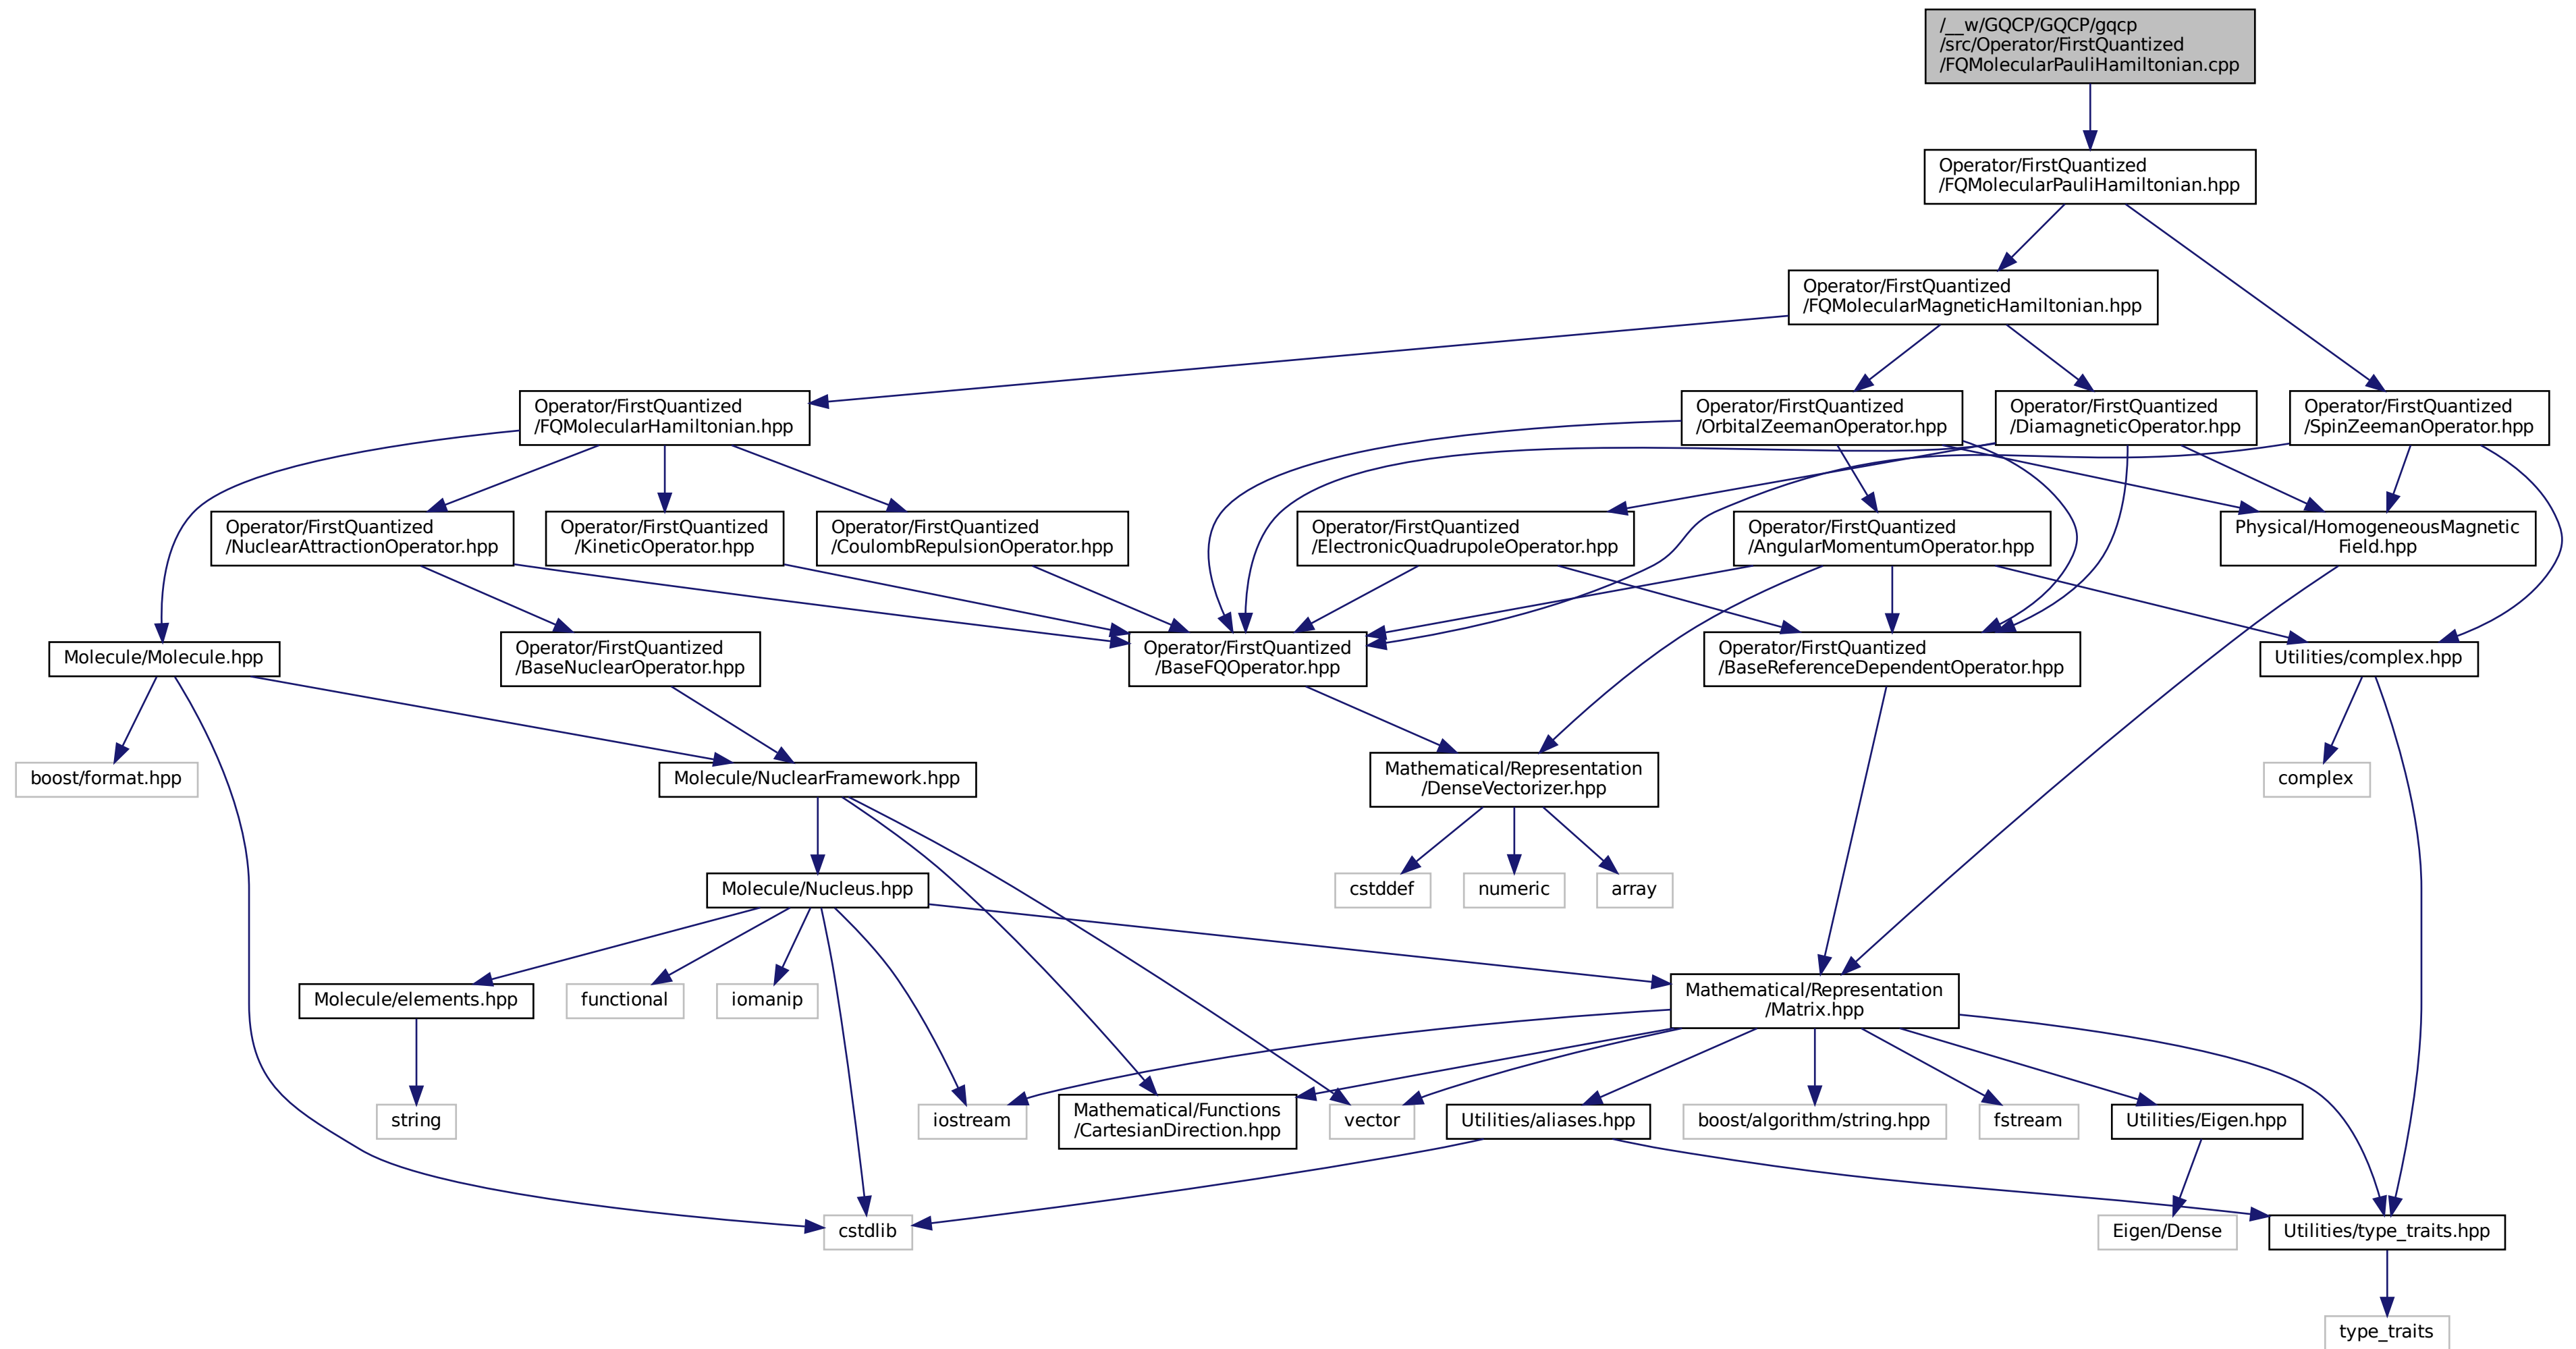 /__w/GQCP/GQCP/gqcp
/src/Operator/FirstQuantized
/FQMolecularPauliHamiltonian.cpp
Operator/FirstQuantized
/FQMolecularPauliHamiltonian.hpp
Operator/FirstQuantized
/FQMolecularMagneticHamiltonian.hpp
Operator/FirstQuantized
/FQMolecularHamiltonian.hpp
Operator/FirstQuantized
/OrbitalZeemanOperator.hpp
Operator/FirstQuantized
/DiamagneticOperator.hpp
Operator/FirstQuantized
/SpinZeemanOperator.hpp
Operator/FirstQuantized
/NuclearAttractionOperator.hpp
Operator/FirstQuantized
/KineticOperator.hpp
Operator/FirstQuantized
/CoulombRepulsionOperator.hpp
Operator/FirstQuantized
/ElectronicQuadrupoleOperator.hpp
Operator/FirstQuantized
/AngularMomentumOperator.hpp
Physical/HomogeneousMagnetic
Field.hpp
Molecule/Molecule.hpp
Operator/FirstQuantized
/BaseNuclearOperator.hpp
Operator/FirstQuantized
/BaseFQOperator.hpp
Operator/FirstQuantized
/BaseReferenceDependentOperator.hpp
Utilities/complex.hpp
boost/format.hpp
Molecule/NuclearFramework.hpp
Mathematical/Representation
/DenseVectorizer.hpp
complex
Molecule/Nucleus.hpp
cstddef
numeric
array
Molecule/elements.hpp
functional
iomanip
Mathematical/Representation
/Matrix.hpp
string
iostream
Mathematical/Functions
/CartesianDirection.hpp
vector
Utilities/aliases.hpp
boost/algorithm/string.hpp
fstream
Utilities/Eigen.hpp
cstdlib
Eigen/Dense
Utilities/type_traits.hpp
type_traits